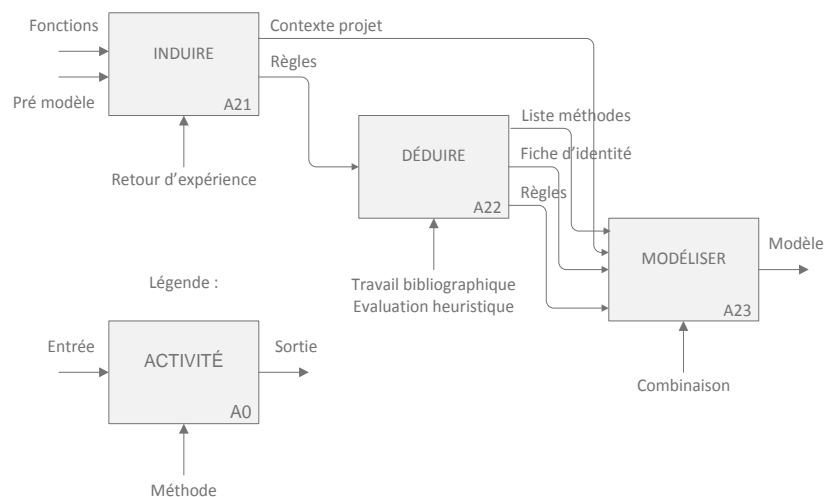 Fonctions
Pré modèle
INDUIRE
A21
Retour d'expérience
Contexte projet
Règles
DÉDUIRE
A22
Travail bibliographique
Evaluation heuristique
Liste méthodes
Fiche d'identité
Règles
MODÉLISER
A23
Combinaison
Modèle
Légende :
Entrée
ACTIVITÉ
A0
Sortie
Méthode